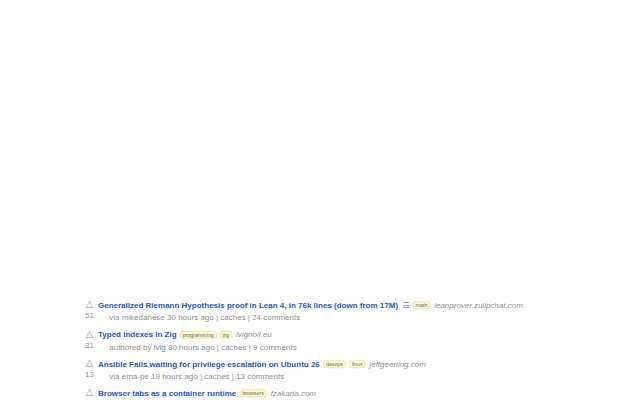 Generalized Riemann Hypothesis proof in Lean 4, in 76k lines (down from 17M) math leanprover.zulipchat.com
51 via mikedanese 30 hours ago | caches | 24 comments
Typed indexes in Zig programming zig lvignoli.eu
31 authored by lvig 30 hours ago | caches | 9 comments
Ansible Fails waiting for privilege escalation on Ubuntu 26 devops linux jeffgeerling.com
13 via ema-pe 19 hours ago | caches | 13 comments
Browser tabs as a container runtime browsers fzakaria.com